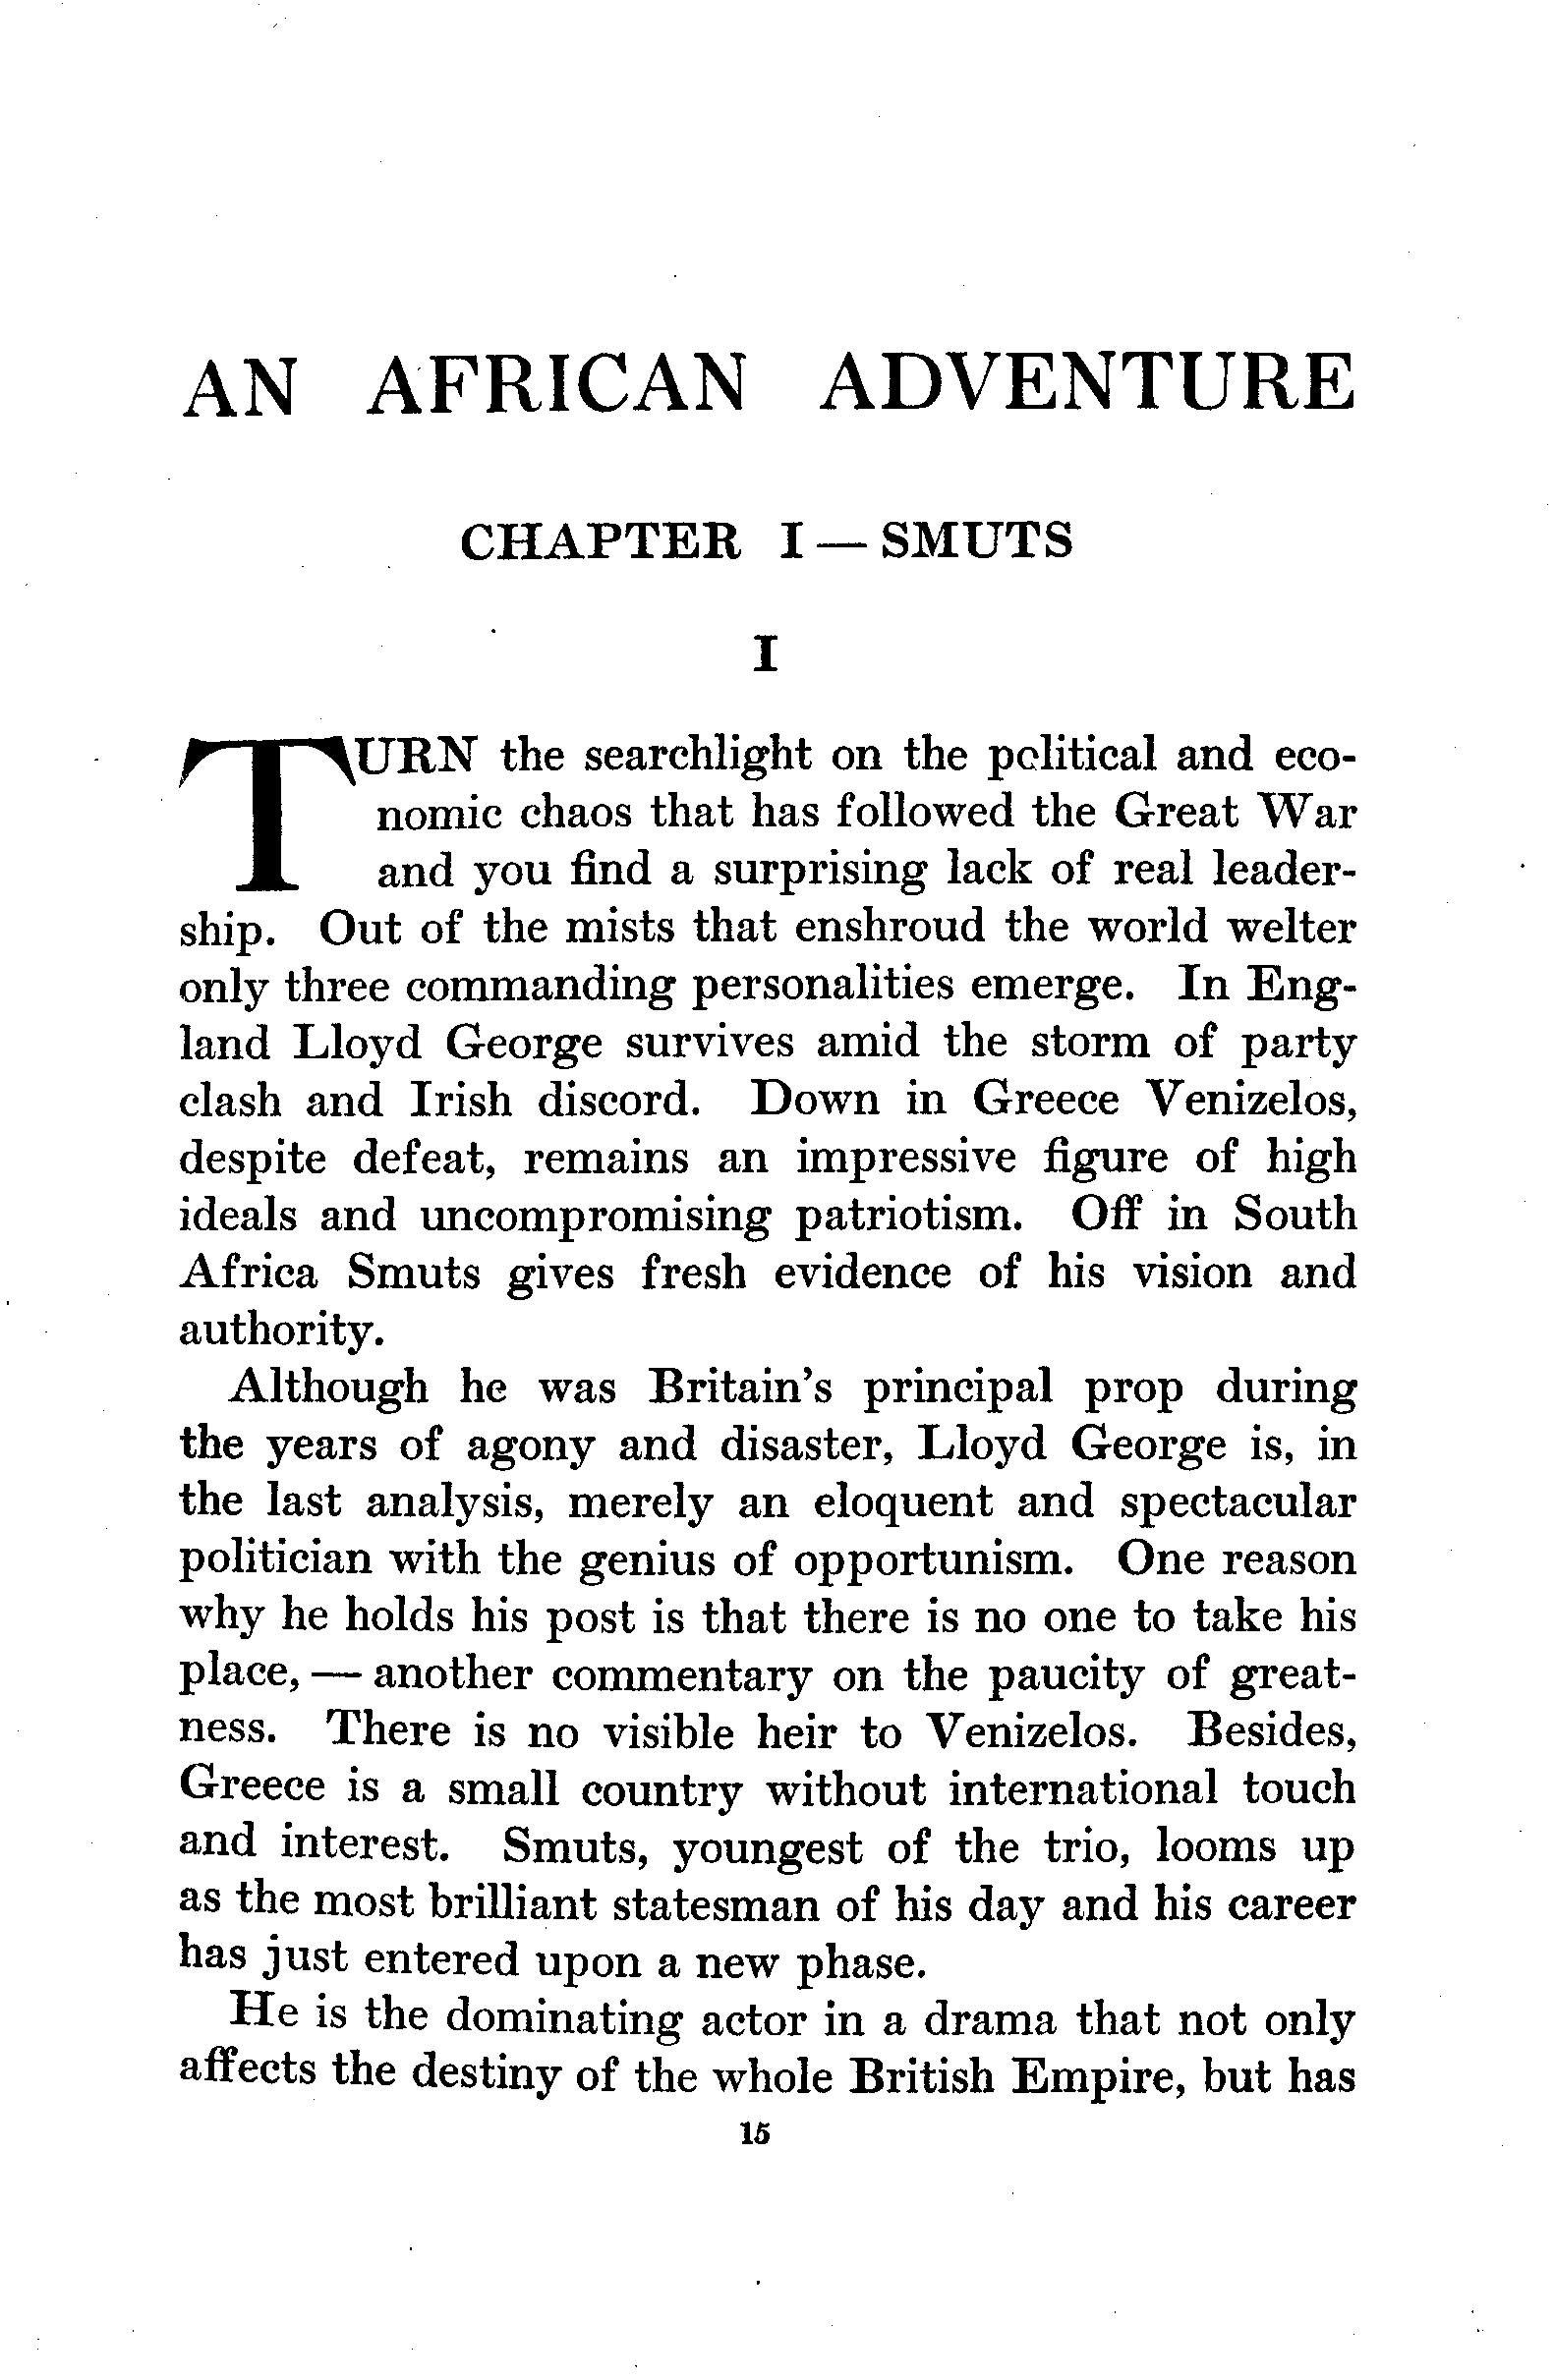 AN AFRICAN ADVENTURE
CHAPTER I — SMUTS
I
TURN the searchlight on the political and eco-
nomic chaos that has followed the Great War
and you find a surprising lack of real leader-
ship. Out of the mists that enshroud the world welter
only three commanding personalities emerge. In Eng-
land Lloyd George survives amid the storm of party
clash and Irish discord. Down in Greece Venizelos,
despite defeat, remains an impressive figure of high
ideals and uncompromising patriotism. Off in South
Africa Smuts gives fresh evidence of his vision and
authority.
Although he was Britain's principal prop during
the years of agony and disaster, Lloyd George is, in
the last analysis, merely an eloquent and spectacular
politician with the genius of opportunism. One reason
why he holds his post is that there is no one to take his
place, — another commentary on the paucity of great-
ness. There is no visible heir to Venizelos. Besides,
Greece is a small country without international touch
and interest. Smuts, youngest of the trio, looms up
as the most brilliant statesman of his day and his career
has just entered upon a new phase.
He is the dominating actor in a drama that not only
affects the destiny of the whole British Empire, but has
15